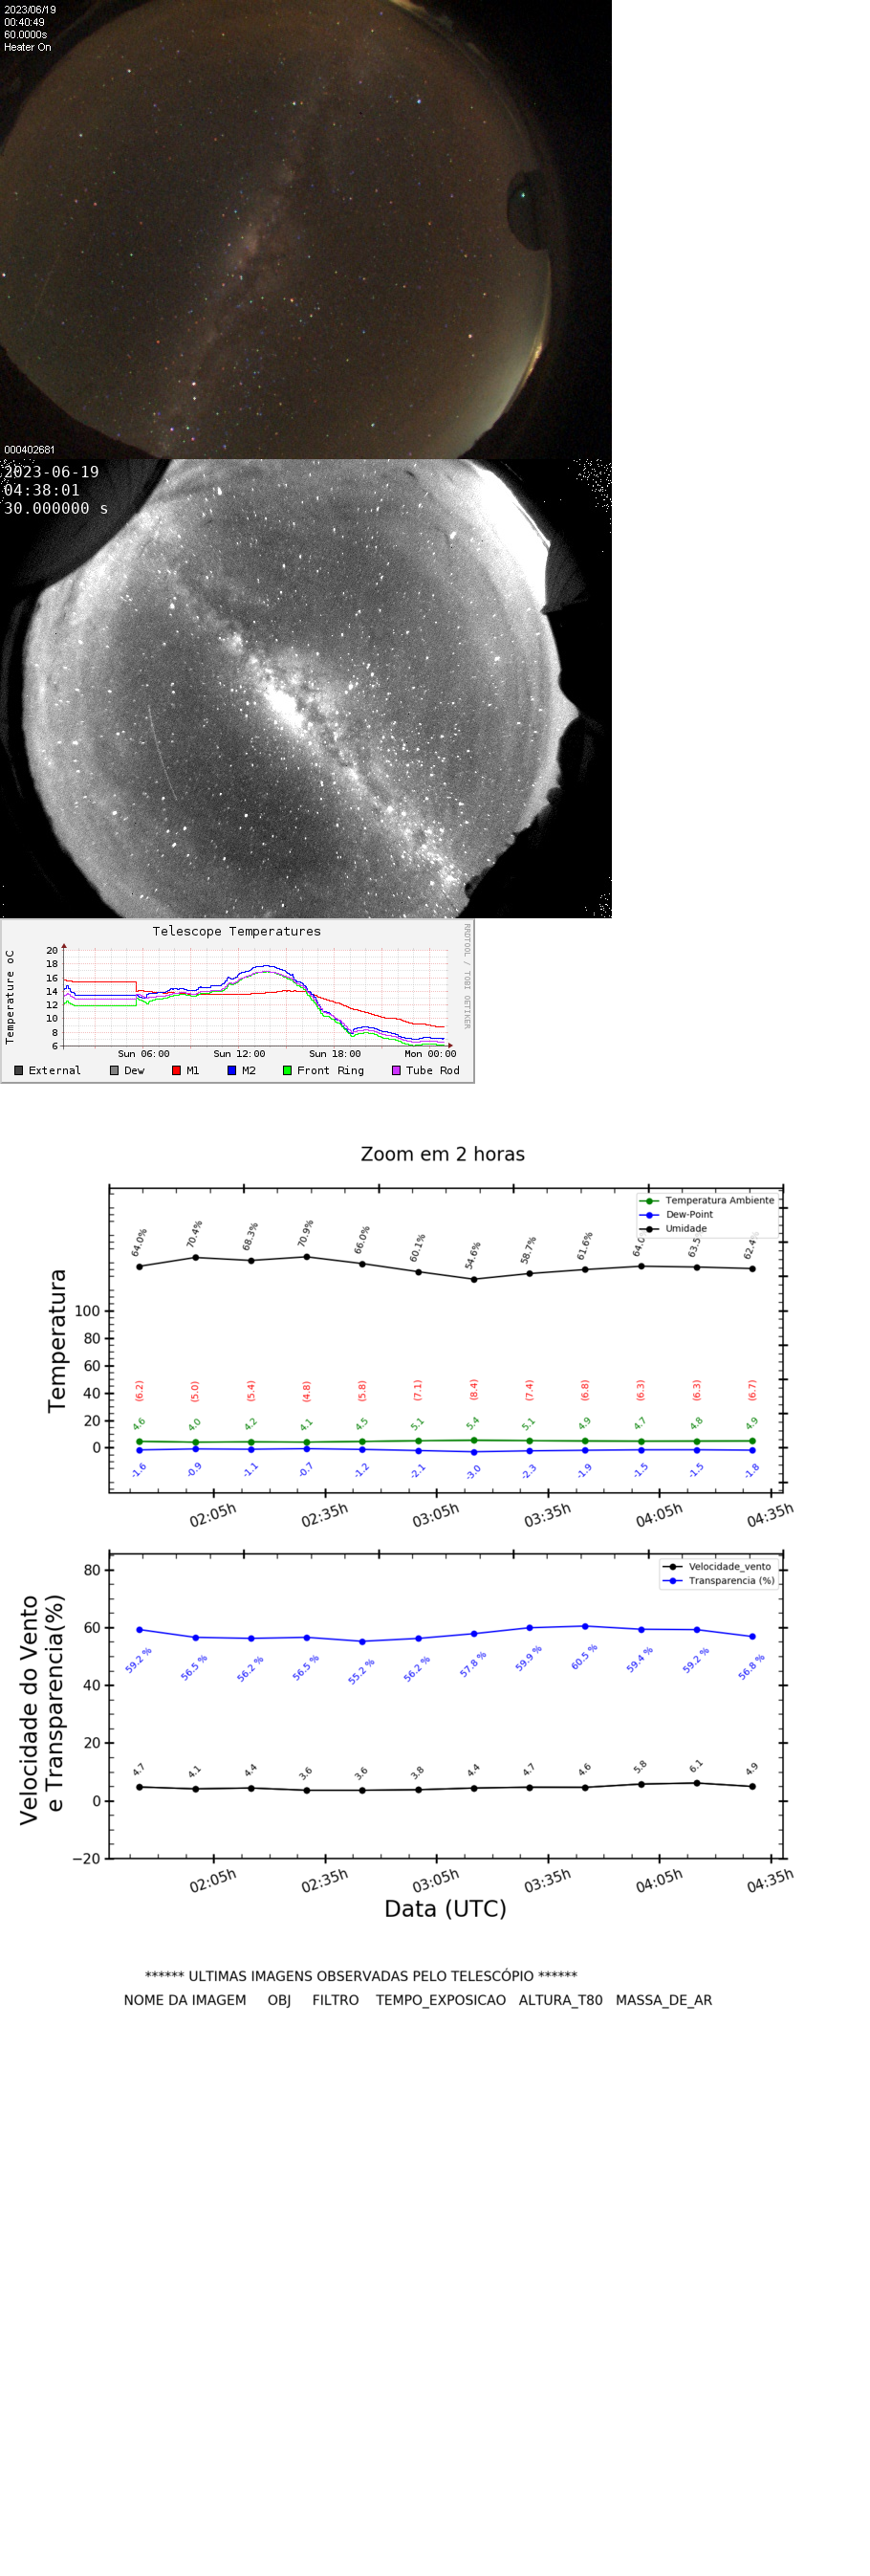 2023/06/19
00:40:49
60.0000s
Heater On
000402681
2023-06-19
04:38:01
30.000000 s
Telescope Temperatures
RRDTOOL / TOBI OETIKER
Temperature oC
20
18
16
14
12
10
8
6
Sun 06:00 Sun 12:00 Sun 18:00 Mon 00:00
External Dew M1 M2 Front Ring Tube Rod
Zoom em 2 horas
Temperatura Ambiente
Dew-Point
Umidade
64.0% 70.4% 68.3% 70.9% 66.0% 60.1% 54.6% 58.7% 61.6% 62.4%
Temperatura
100
80
60
40
20
0
(6.2) (5.0) (5.4) (4.8) (5.8) (7.1) (8.4) (7.4) (6.8) (6.3) (6.3) (6.7)
4.6 4.0 4.2 4.1 4.5 5.1 5.4 5.1 4.9 4.7 4.8 4.9
-1.6 -0.9 -1.1 -0.7 -1.2 -2.1 -3.0 -2.3 -1.9 -1.5 -1.5 -1.8
02:05h 02:35h 03:05h 03:35h 04:05h 04:35h
Velocidade_vento
Transparencia (%)
Velocidade do Vento
e Transparencia(%)
80
60
40
20
0
−20
59.2 % 56.5 % 56.2 % 56.5 % 55.2 % 56.2 % 57.8 % 59.9 % 60.5 % 59.4 % 59.2 % 56.8 %
4.7 4.1 4.4 3.6 3.6 3.8 4.4 4.7 4.6 5.8 6.1 4.9
02:05h 02:35h 03:05h 03:35h 04:05h 04:35h
Data (UTC)
****** ULTIMAS IMAGENS OBSERVADAS PELO TELESCÓPIO ******
NOME DA IMAGEM OBJ FILTRO TEMPO_EXPOSICAO ALTURA_T80 MASSA_DE_AR